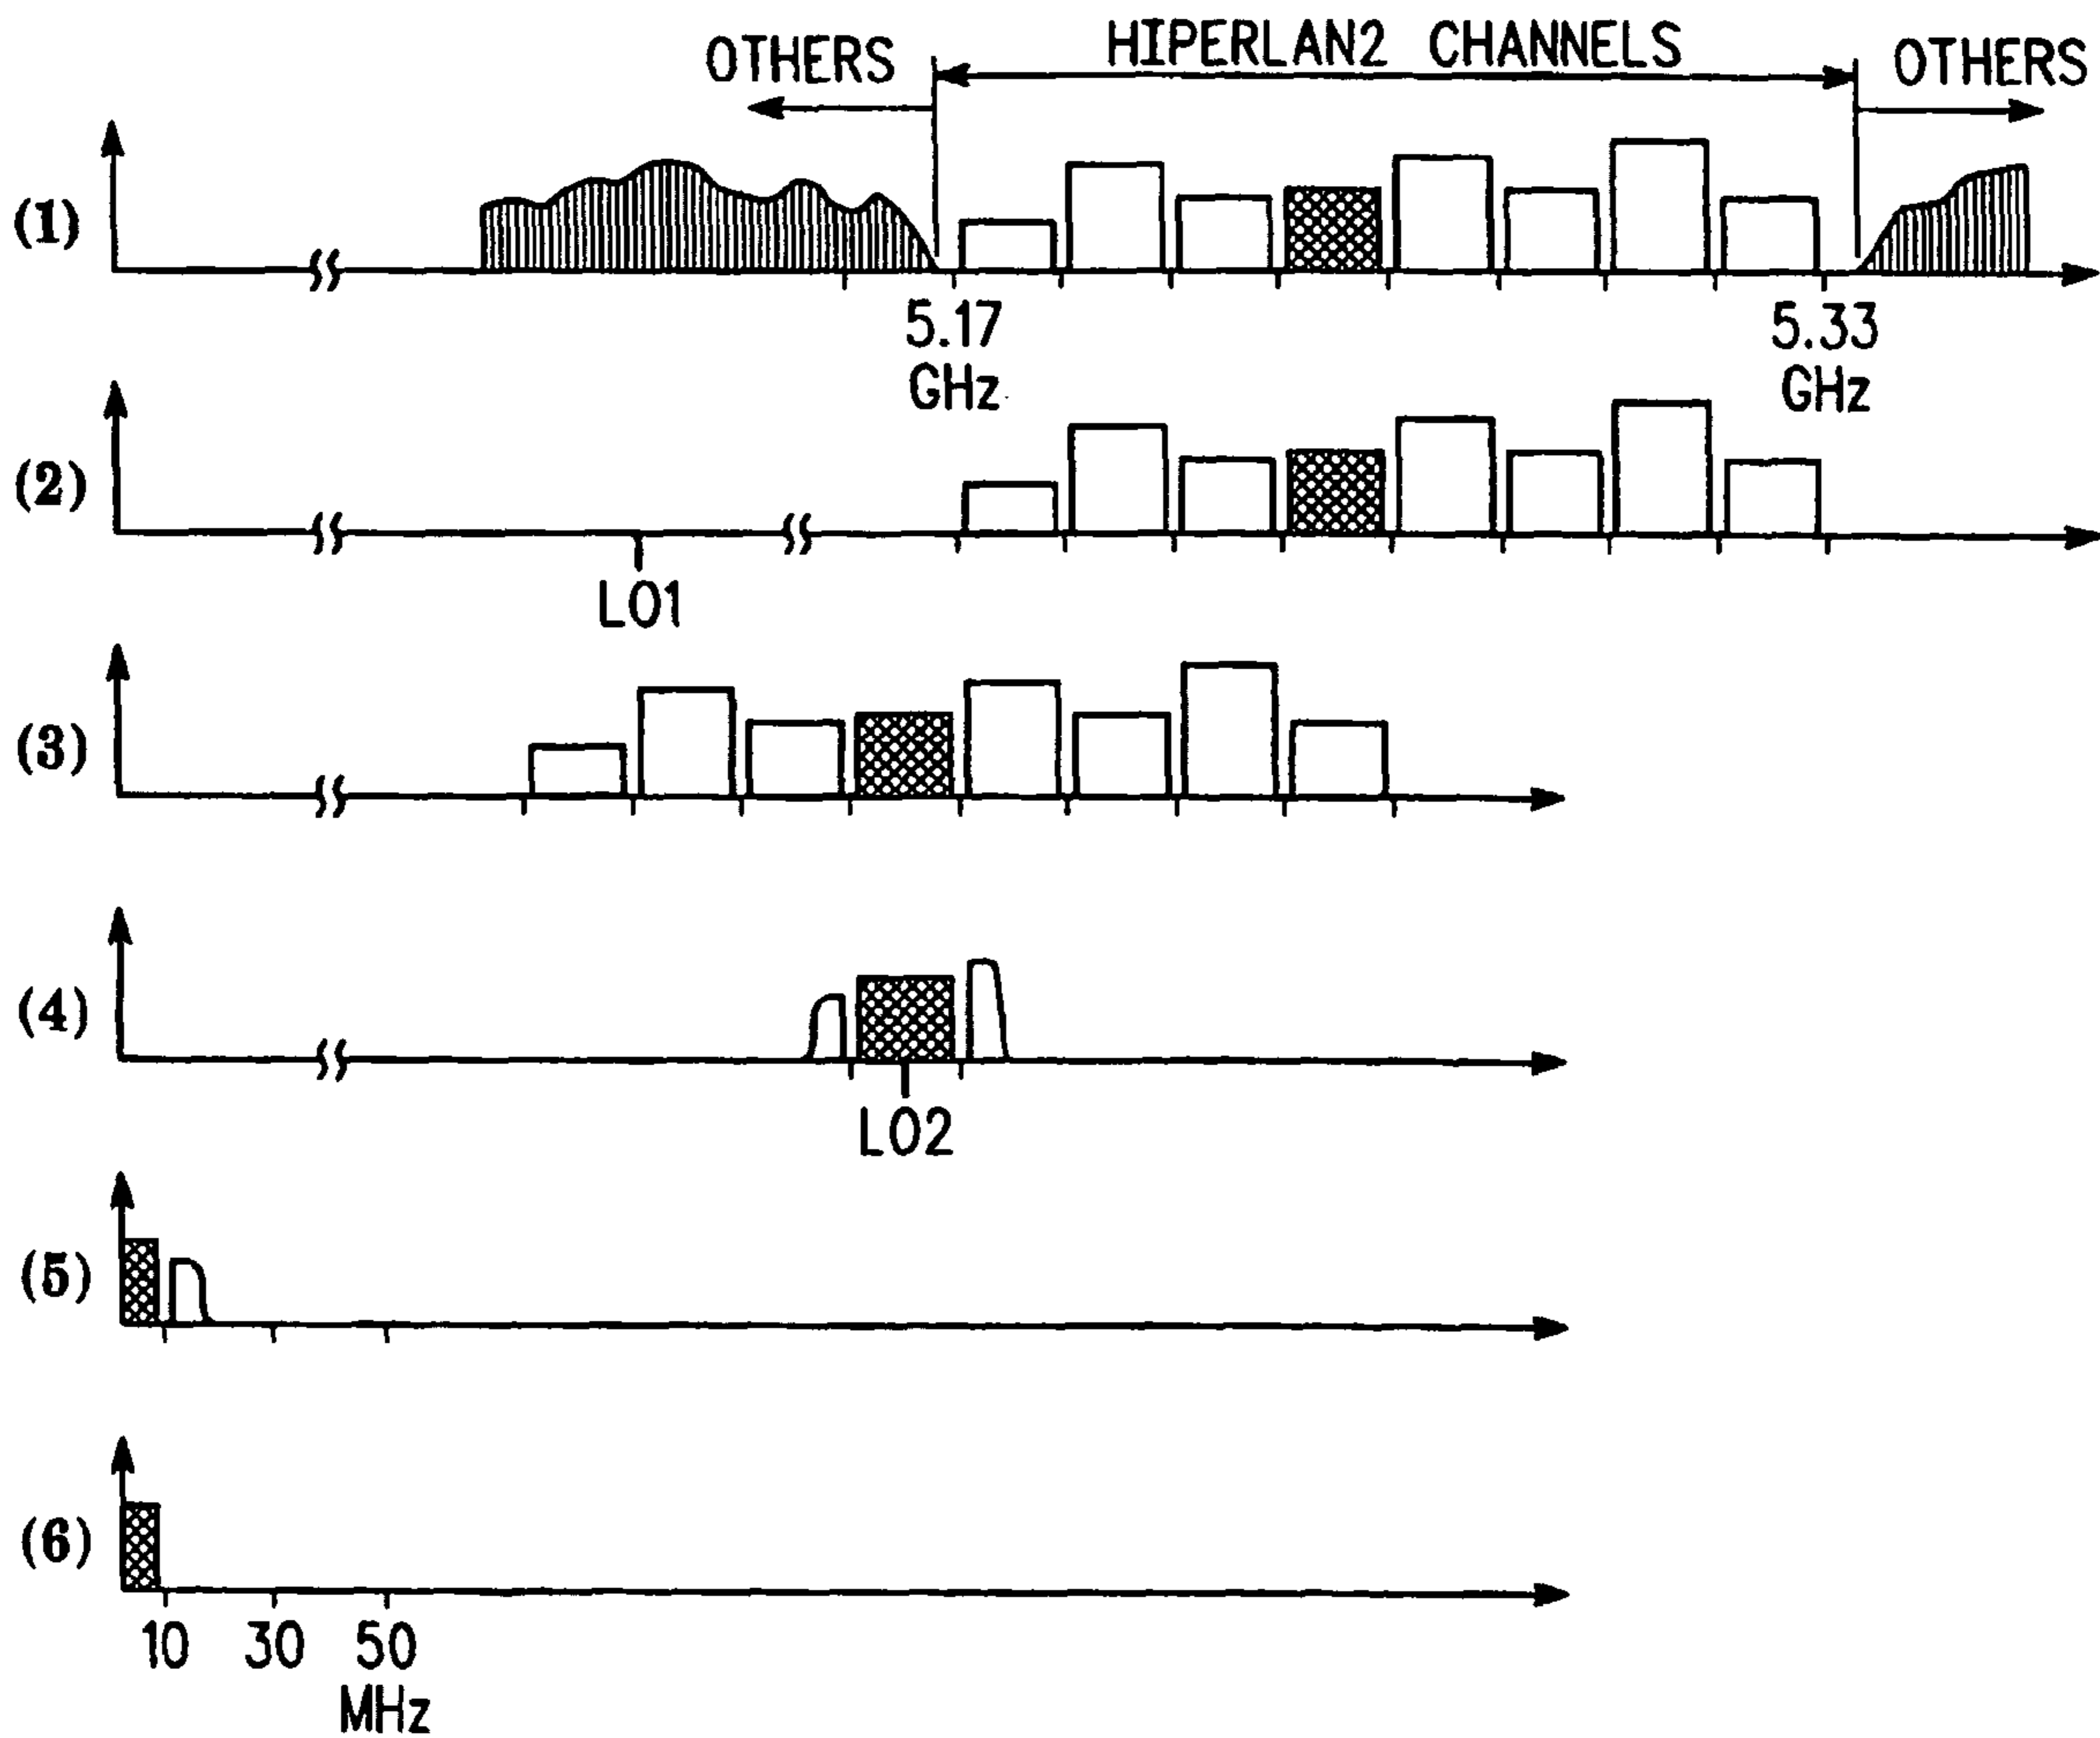 OTHERS
HIPERLAN2 CHANNELS
OTHERS
(1)
5.17
GHz
5.33
GHz
(2)
LO1
(3)
(4)
LO2
(5)
(6)
10 30 50
MHz